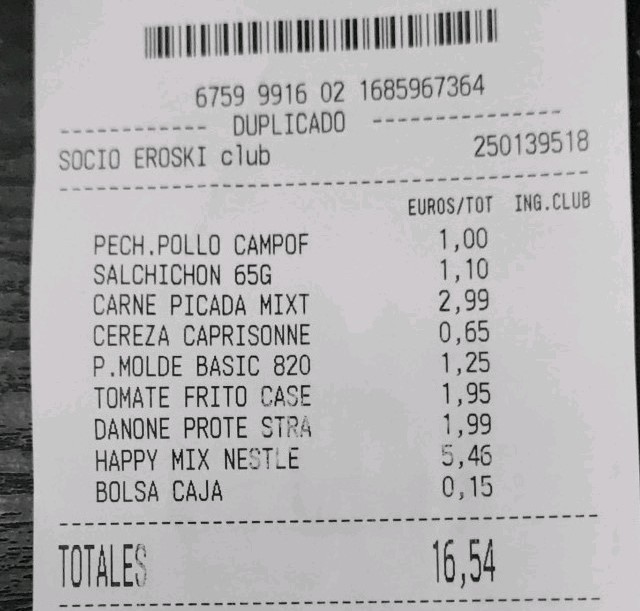 6759 9916 02 1685967364
------------ DUPLICADO ----------------
SOCIO EROSKI club 250139518
EUROS/TOT ING.CLUB
PECH.POLLO CAMPOF 1,00
SALCHICHON 65G 1,10
CARNE PICADA MIXT 2,99
CEREZA CAPRISONNE 0,65
P.MOLDE BASIC 820 1,25
TOMATE FRITO CASE 1,95
DANONE PROTE STRA 1,99
HAPPY MIX NESTLE 5,46
BOLSA CAJA 0,15
TOTALES 16,54